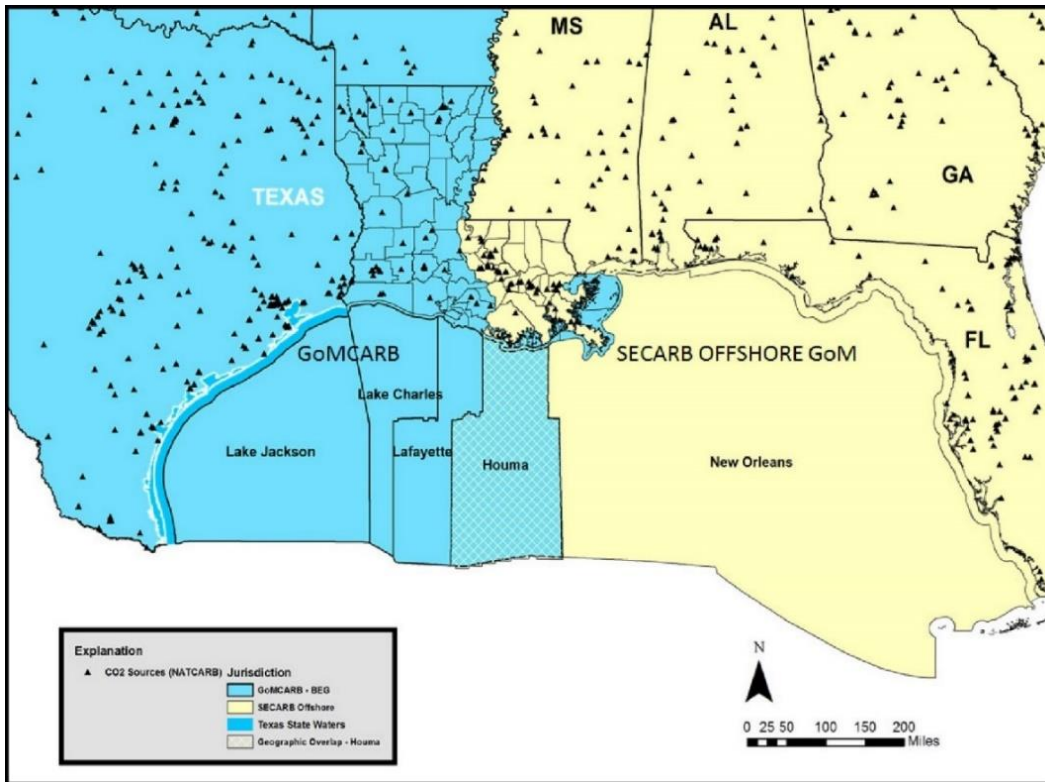 MS
AL
TEXAS
GA
GoMCARB
SECARB OFFSHORE GoM
FL
Lake Charles
Lake Jackson
Lafayette
Houma
New Orleans
Explanation
CO2 Sources (NATCARB)
Jurisdiction
GoMCARB - BEG
SECARB Offshore
Texas State Waters
Geographic Overlap - Houma
N
0 25 50 100 150 200
Miles